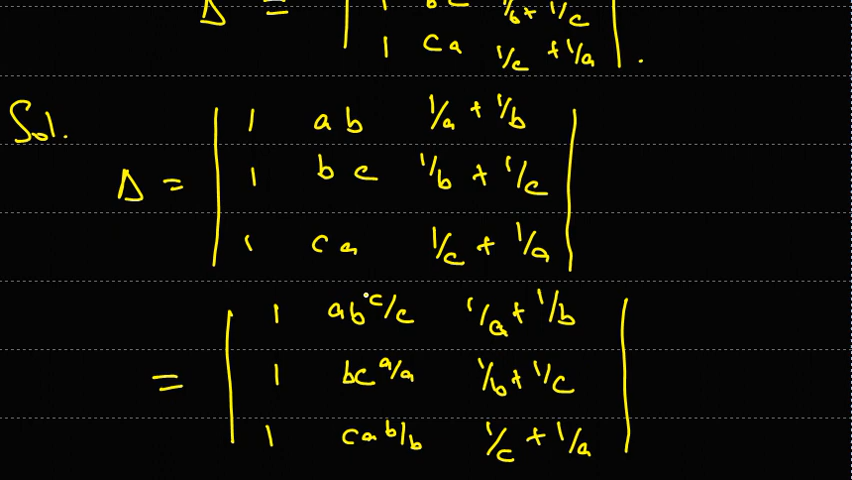 Δ = | 1 bc 1/b + 1/c |
| 1 ca 1/c + 1/a | .
Sol.
| 1 ab 1/a + 1/b |
Δ = | 1 bc 1/b + 1/c |
| 1 ca 1/c + 1/a |
| 1 ab c/c 1/a + 1/b |
= | 1 bc a/a 1/b + 1/c |
| 1 ca b/b 1/c + 1/a |